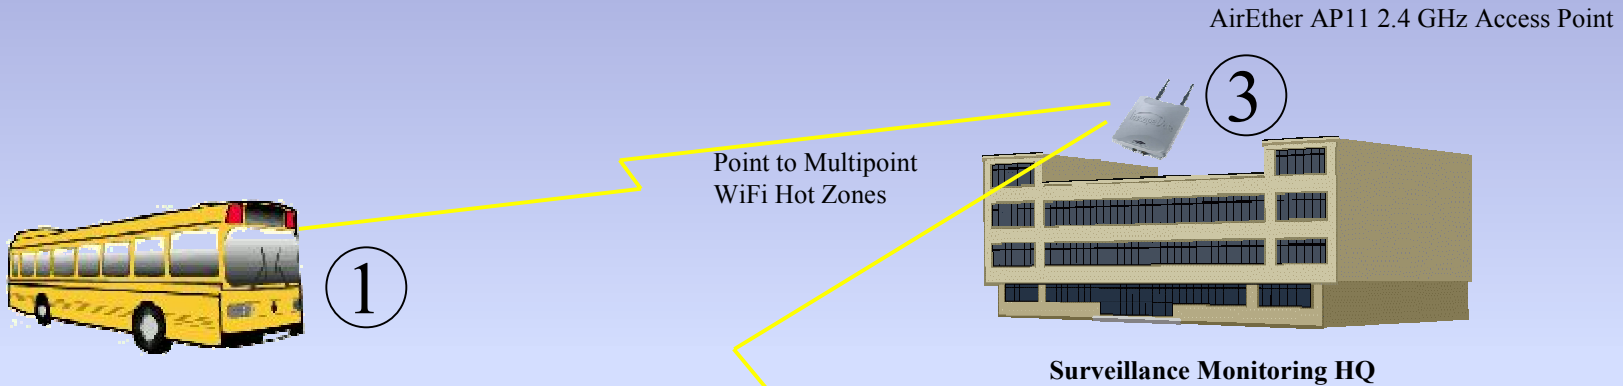 AirEther AP11 2.4 GHz Access Point
3
Point to Multipoint
WiFi Hot Zones
1
Surveillance Monitoring HQ